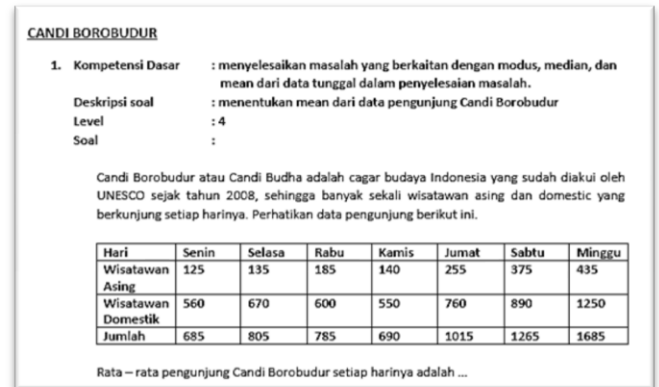 CANDI BOROBUDUR
1. Kompetensi Dasar : menyelesaikan masalah yang berkaitan dengan modus, median, dan
mean dari data tunggal dalam penyelesaian masalah.
Deskripsi soal : menentukan mean dari data pengunjung Candi Borobudur
Level : 4
Soal :
Candi Borobudur atau Candi Budha adalah cagar budaya Indonesia yang sudah diakui oleh
UNESCO sejak tahun 2008, sehingga banyak sekali wisatawan asing dan domestic yang
berkunjung setiap harinya. Perhatikan data pengunjung berikut ini.
Hari Senin Selasa Rabu Kamis Jumat Sabtu Minggu
Wisatawan Asing 125 135 185 140 255 375 435
Wisatawan Domestik 560 670 600 550 760 890 1250
Jumlah 685 805 785 690 1015 1265 1685
Rata – rata pengunjung Candi Borobudur setiap harinya adalah ...